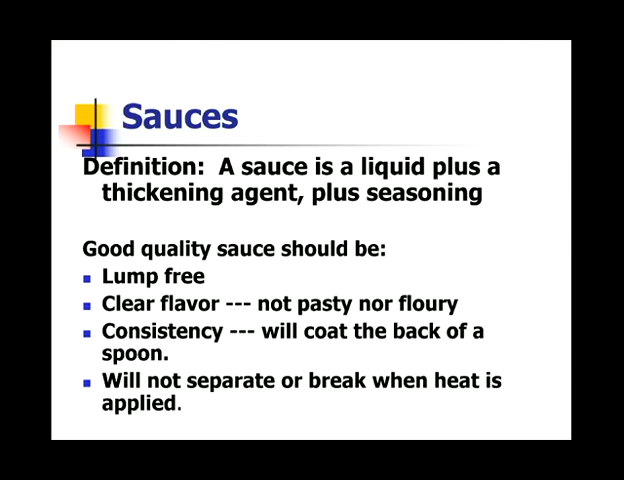 Sauces
Definition:  A sauce is a liquid plus a
thickening agent, plus seasoning
Good quality sauce should be:
Lump free
Clear flavor --- not pasty nor floury
Consistency --- will coat the back of a
spoon.
Will not separate or break when heat is
applied.